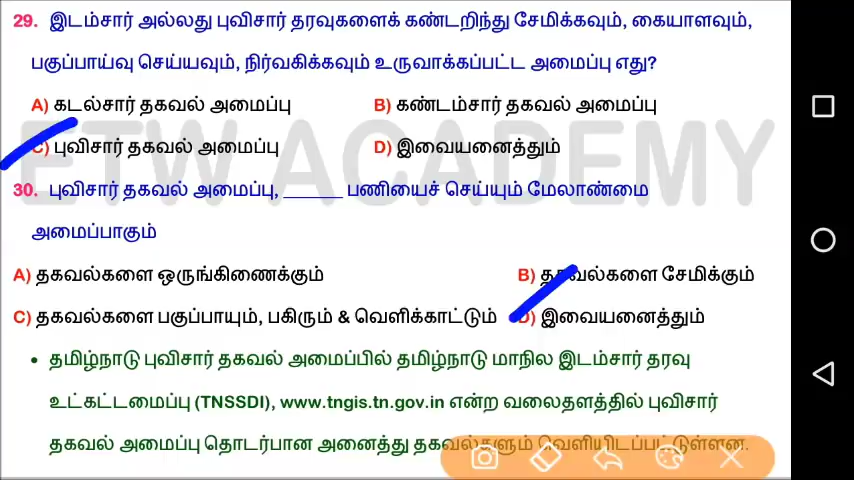 29. இடம்சார் அல்லது புவிசார் தரவுகளைக் கண்டறிந்து சேமிக்கவும், கையாளவும்,
பகுப்பாய்வு செய்யவும், நிர்வகிக்கவும் உருவாக்கப்பட்ட அமைப்பு எது?
A) கடல்சார் தகவல் அமைப்பு B) கண்டம்சார் தகவல் அமைப்பு
ETW ACADEMY
C) புவிசார் தகவல் அமைப்பு D) இவையனைத்தும்
30. புவிசார் தகவல் அமைப்பு, ______ பணியைச் செய்யும் மேலாண்மை
அமைப்பாகும்
A) தகவல்களை ஒருங்கிணைக்கும் B) தகவல்களை சேமிக்கும்
C) தகவல்களை பகுப்பாயும், பகிரும் & வெளிக்காட்டும் D) இவையனைத்தும்
• தமிழ்நாடு புவிசார் தகவல் அமைப்பில் தமிழ்நாடு மாநில இடம்சார் தரவு
உட்கட்டமைப்பு (TNSSDI), www.tngis.tn.gov.in என்ற வலைதளத்தில் புவிசார்
தகவல் அமைப்பு தொடர்பான அனைத்து தகவல்களும் வெளியிடப்பட்டுள்ளன.